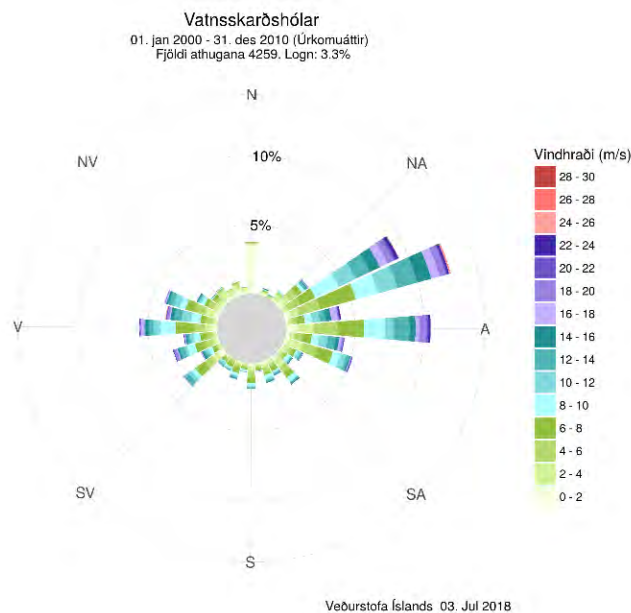 Vatnsskarðshólar
01. jan 2000 - 31. des 2010 (Úrkomuáttir)
Fjöldi athugana 4259. Logn: 3.3%
N
NV
10%
NA
5%
V
A
SV
SA
S
Vindhraði (m/s)
28 - 30
26 - 28
24 - 26
22 - 24
20 - 22
18 - 20
16 - 18
14 - 16
12 - 14
10 - 12
8 - 10
6 - 8
4 - 6
2 - 4
0 - 2
Veðurstofa Íslands 03. Jul 2018